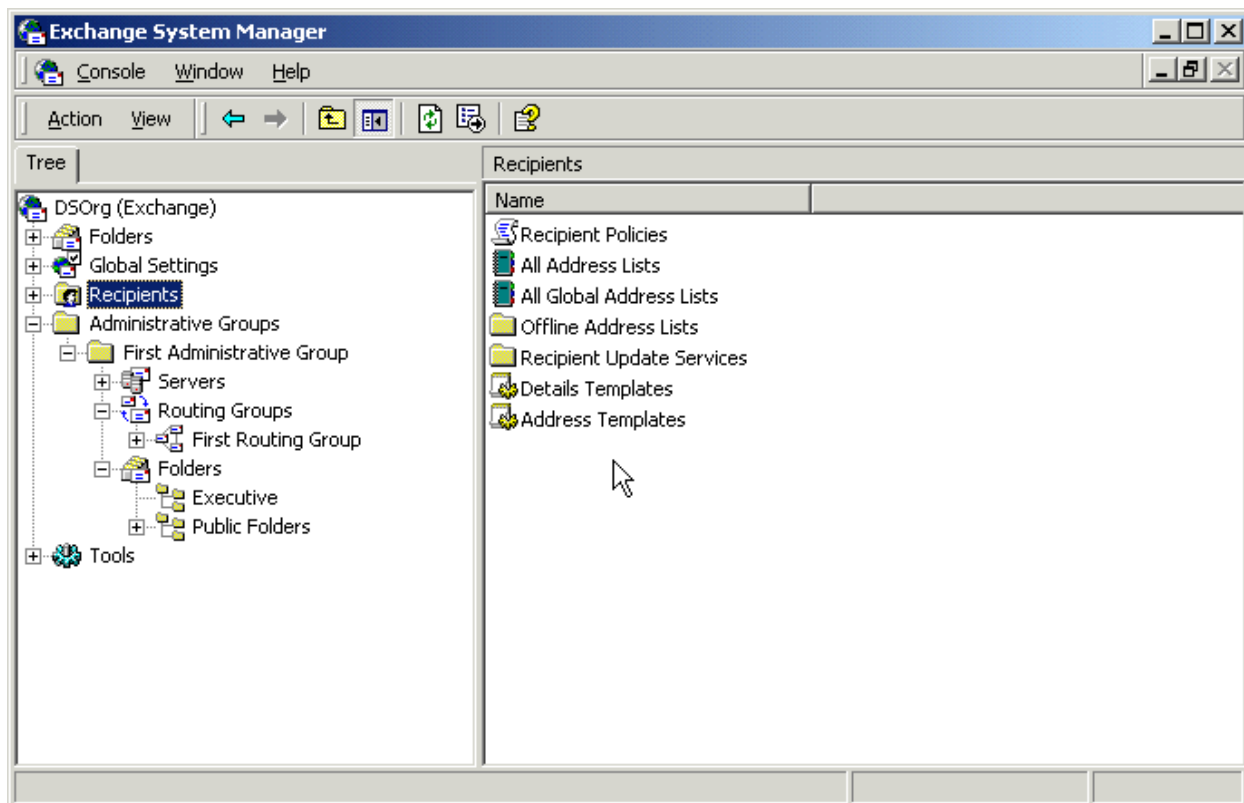 Exchange System Manager
Console Window Help
Action View
Tree
DSOrg (Exchange)
Folders
Global Settings
Recipients
Administrative Groups
First Administrative Group
Servers
Routing Groups
First Routing Group
Folders
Executive
Public Folders
Tools
Recipients
Name
Recipient Policies
All Address Lists
All Global Address Lists
Offline Address Lists
Recipient Update Services
Details Templates
Address Templates